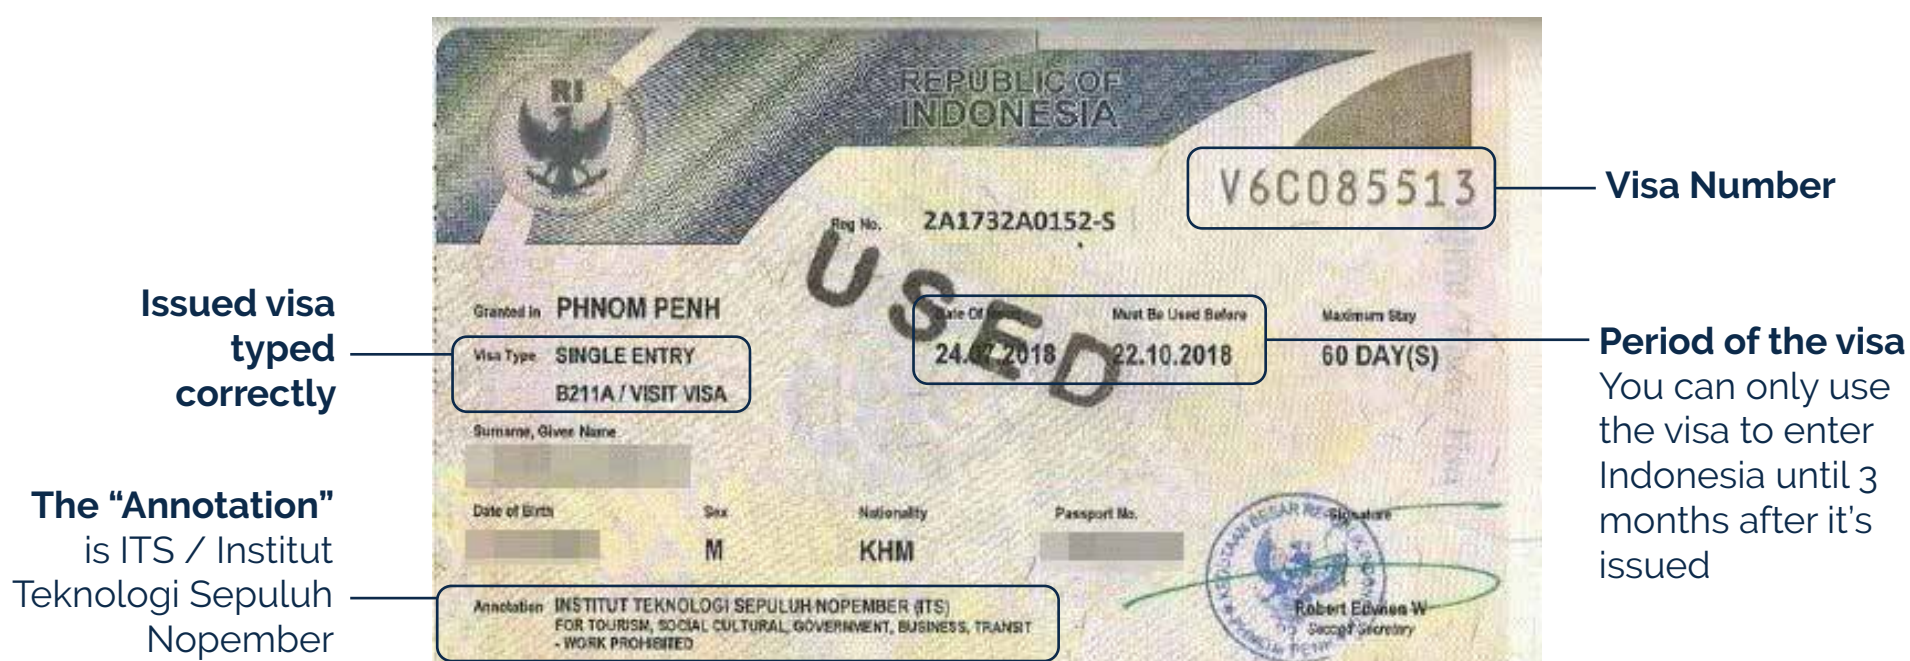 RI
REPUBLIC OF
INDONESIA
V6C085513
Visa Number
Reg No. 2A1732A0152-S
USED
Issued visa
typed
correctly
Granted in PHNOM PENH
Date Of
Must Be Used Before
Maximum Stay
Visa Type SINGLE ENTRY
24.07.2018
22.10.2018
60 DAY(S)
B211A / VISIT VISA
Period of the visa
You can only use
the visa to enter
Indonesia until 3
months after it's
issued
Surname, Given Name
The “Annotation”
is ITS / Institut
Teknologi Sepuluh
Nopember
Date of Birth
Sex
Nationality
Passport No.
Signature
M
KHM
Annotation INSTITUT TEKNOLOGI SEPULUH NOPEMBER (ITS)
FOR TOURISM, SOCIAL CULTURAL, GOVERNMENT, BUSINESS, TRANSIT
- WORK PROHIBITED
Robert W
Secretary